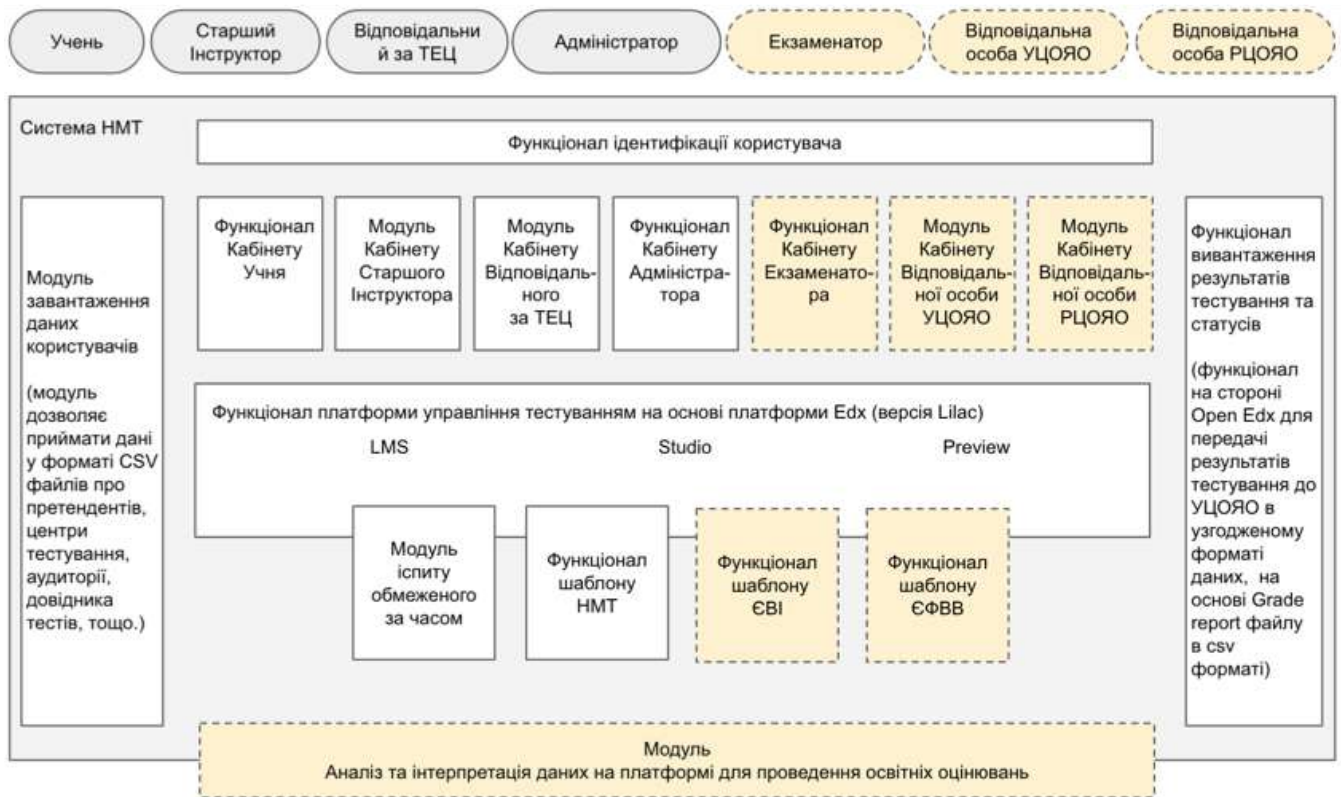 Учень
Старший
Інструктор
Відповідальни
й за ТЕЦ
Адміністратор
Екзаменатор
Відповідальна
особа УЦОЯО
Відповідальна
особа РЦОЯО
Система НМТ
Функціонал ідентифікації користувача
Модуль
завантаження
даних
користувачів
(модуль
дозволяє
приймати дані
у форматі CSV
файлів про
претендентів,
центри
тестування,
аудиторії,
довідника
тестів, тощо.)
Функціонал
Кабінету
Учня
Модуль
Кабінету
Старшого
Інструктора
Модуль
Кабінету
Відповідаль-
ного
за ТЕЦ
Функціонал
Кабінету
Адміністра-
тора
Функціонал
Кабінету
Екзаменато-
ра
Модуль
Кабінету
Відповідаль-
ної особи
УЦОЯО
Модуль
Кабінету
Відповідаль-
ної особи
РЦОЯО
Функціонал платформи управління тестуванням на основі платформи Edx (версія Lilac)
LMS
Studio
Preview
Модуль
іспиту
обмеженого
за часом
Функціонал
шаблону
НМТ
Функціонал
шаблону
ЄВІ
Функціонал
шаблону
ЄФВВ
Функціонал
вивантаження
результатів
тестування та
статусів
(функціонал
на стороні
Open Edx для
передачі
результатів
тестування до
УЦОЯО в
узгодженому
форматі
даних, на
основі Grade
report файлу
в csv
форматі)
Модуль
Аналіз та інтерпретація даних на платформі для проведення освітніх оцінювань